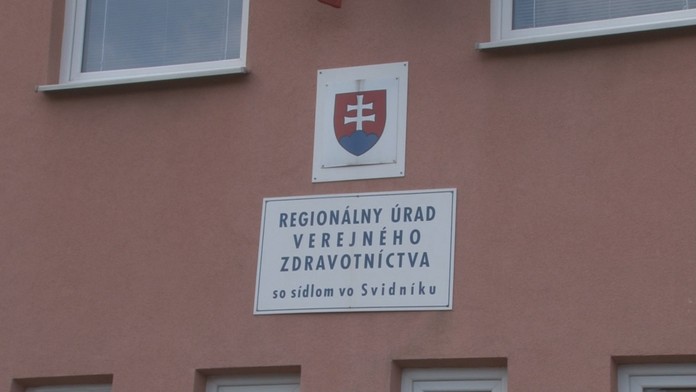 REGIONÁLNY ÚRAD
VEREJNÉHO
ZDRAVOTNÍCTVA
so sídlom vo Svidníku